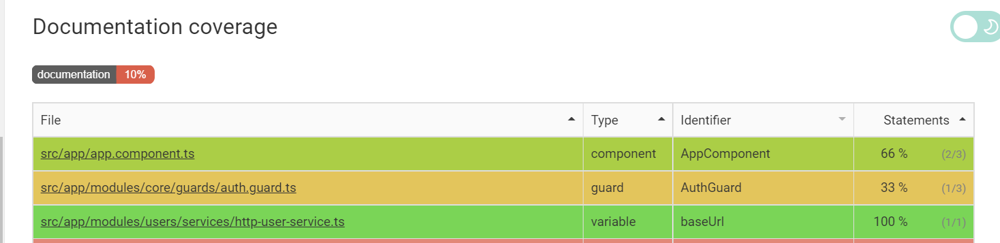 Documentation coverage
documentation 10%
File Type Identifier Statements
src/app/app.component.ts component AppComponent 66 % (2/3)
src/app/modules/core/guards/auth.guard.ts guard AuthGuard 33 % (1/3)
src/app/modules/users/services/http-user-service.ts variable baseUrl 100 % (1/1)